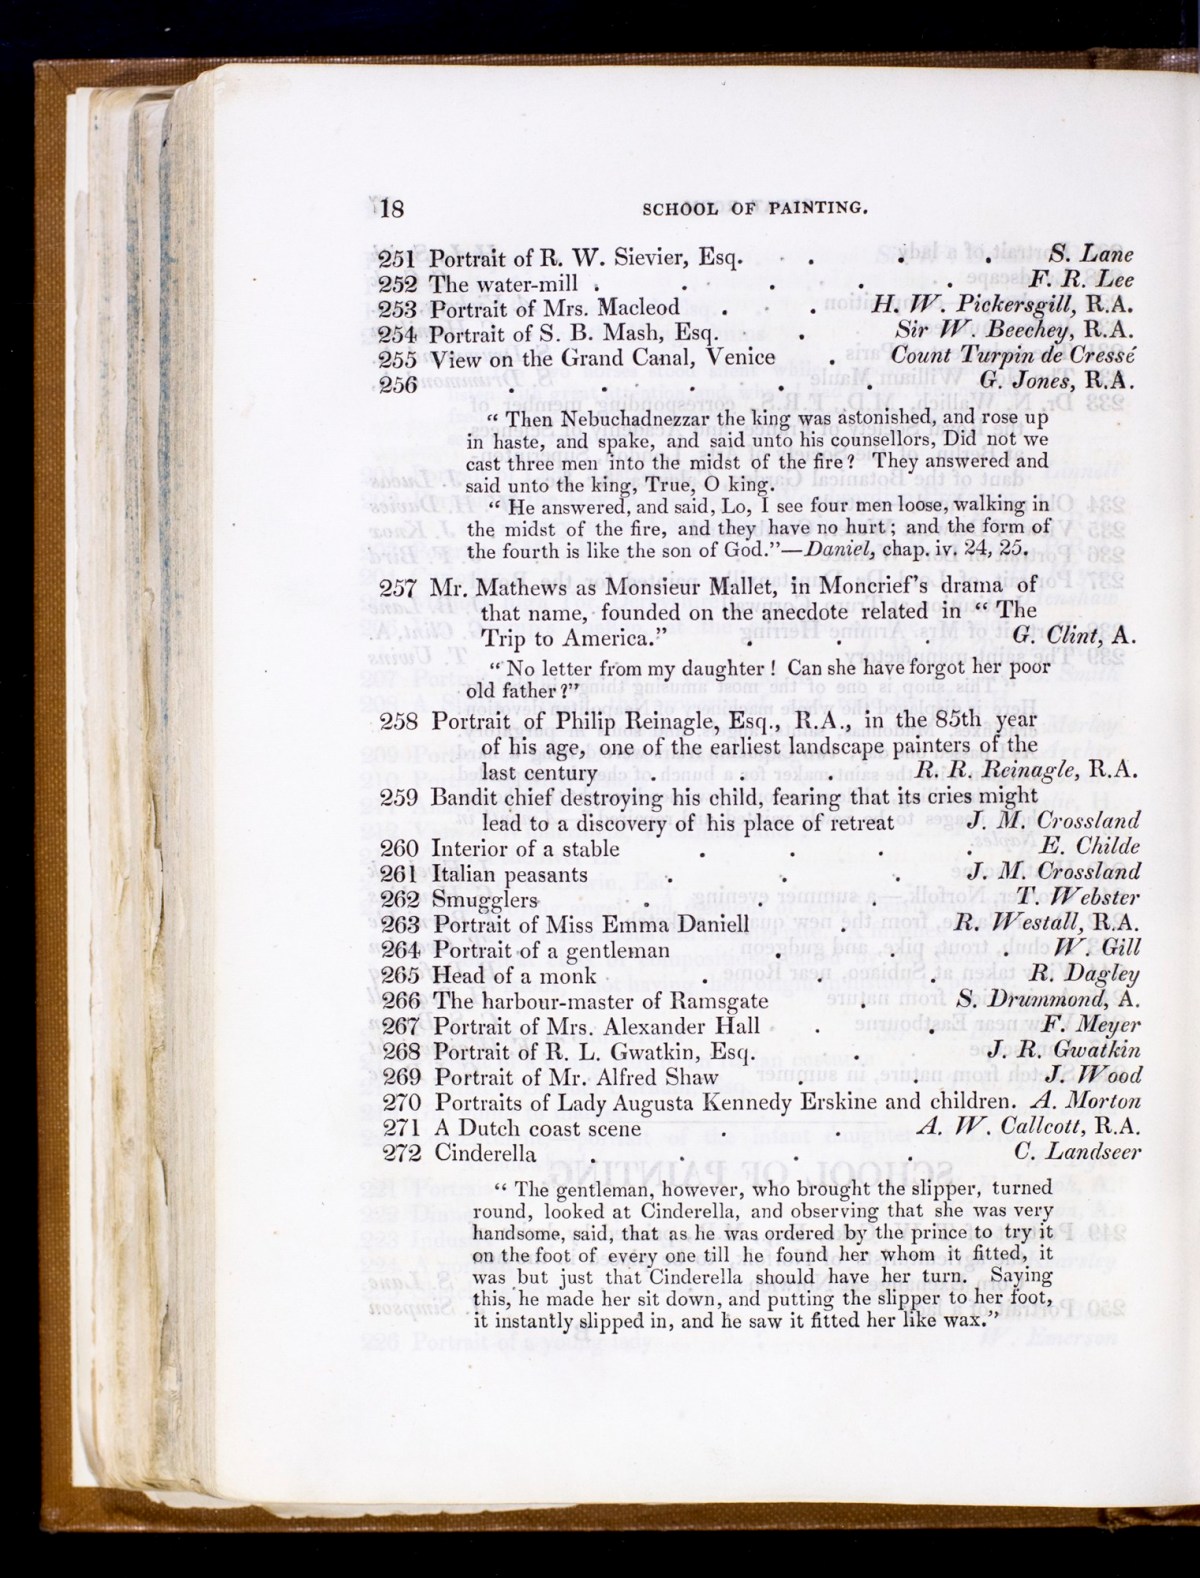 18 SCHOOL OF PAINTING.
251 Portrait of R. W. Sievier, Esq. . . . S. Lane
252 The water-mill . . . . . F. R. Lee
253 Portrait of Mrs. Macleod . . H. W. Pickersgill, R.A.
254 Portrait of S. B. Mash, Esq. . Sir W. Beechey, R.A.
255 View on the Grand Canal, Venice . Count Turpin de Cressé
256 . . . . . G. Jones, R.A.
“ Then Nebuchadnezzar the king was astonished, and rose up
in haste, and spake, and said unto his counsellors, Did not we
cast three men into the midst of the fire? They answered and
said unto the king, True, O king.
“ He answered, and said, Lo, I see four men loose, walking in
the midst of the fire, and they have no hurt; and the form of
the fourth is like the son of God.”—Daniel, chap. iv. 24, 25.
257 Mr. Mathews as Monsieur Mallet, in Moncrief’s drama of
that name, founded on the anecdote related in “ The
Trip to America.” . . . G. Clint, A.
“ No letter from my daughter ! Can she have forgot her poor
old father?”
258 Portrait of Philip Reinagle, Esq., R.A., in the 85th year
of his age, one of the earliest landscape painters of the
last century . . . R. R. Reinagle, R.A.
259 Bandit chief destroying his child, fearing that its cries might
lead to a discovery of his place of retreat J. M. Crossland
260 Interior of a stable . . . . E. Childe
261 Italian peasants . . . J. M. Crossland
262 Smugglers . . . T. Webster
263 Portrait of Miss Emma Daniell . R. Westall, R.A.
264 Portrait of a gentleman . . . W. Gill
265 Head of a monk . . . R. Dagley
266 The harbour-master of Ramsgate . S. Drummond, A.
267 Portrait of Mrs. Alexander Hall . . F. Meyer
268 Portrait of R. L. Gwatkin, Esq. . J. R. Gwatkin
269 Portrait of Mr. Alfred Shaw . . J. Wood
270 Portraits of Lady Augusta Kennedy Erskine and children. A. Morton
271 A Dutch coast scene . . A. W. Callcott, R.A.
272 Cinderella . . . . C. Landseer
“ The gentleman, however, who brought the slipper, turned
round, looked at Cinderella, and observing that she was very
handsome, said, that as he was ordered by the prince to try it
on the foot of every one till he found her whom it fitted, it
was but just that Cinderella should have her turn. Saying
this, he made her sit down, and putting the slipper to her foot,
it instantly slipped in, and he saw it fitted her like wax.”